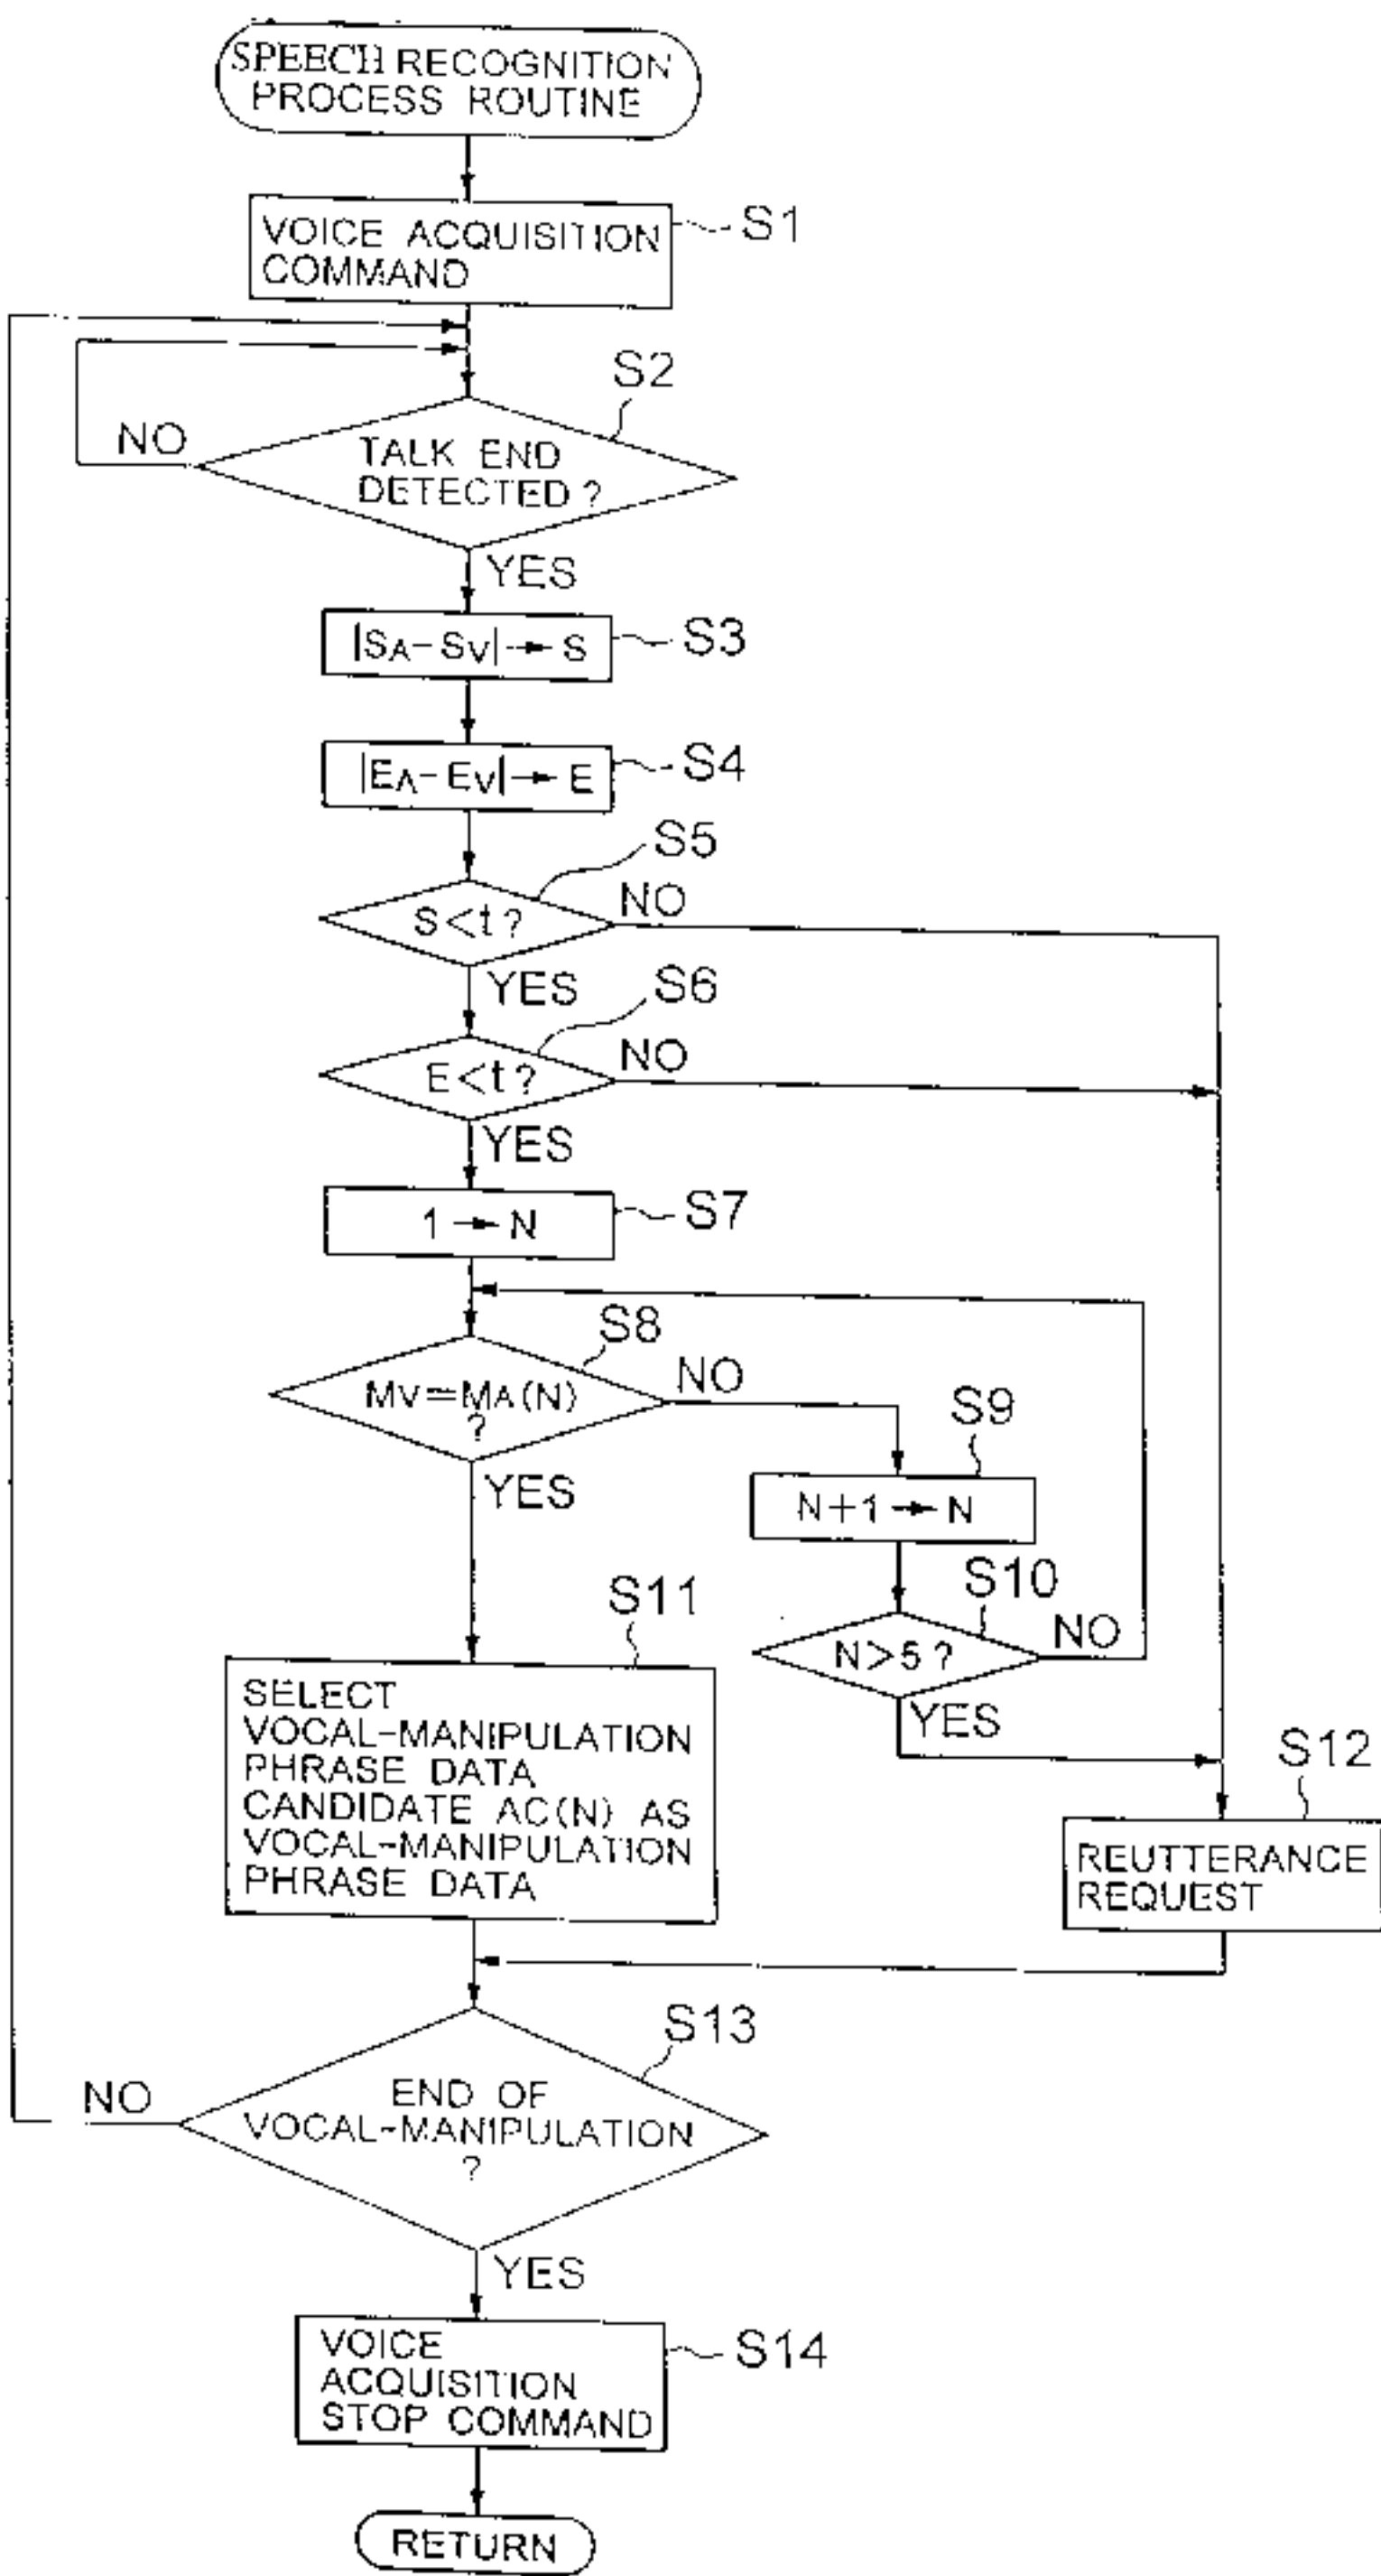 SPEECH RECOGNITION
PROCESS ROUTINE
VOICE ACQUISITION
COMMAND
S1
S2
TALK END
DETECTED?
NO
YES
|SA-SV|→S
S3
|EA-EV|→E
S4
S5
S<t?
NO
YES
S6
E<t?
NO
YES
1→N
S7
S8
MV=MA(N)
?
NO
YES
S9
N+1→N
S10
N>5?
NO
YES
S11
SELECT
VOCAL-MANIPULATION
PHRASE DATA
CANDIDATE AC(N) AS
VOCAL-MANIPULATION
PHRASE DATA
S12
REUTTERANCE
REQUEST
S13
END OF
VOCAL-MANIPULATION
?
NO
YES
VOICE
ACQUISITION
STOP COMMAND
S14
RETURN